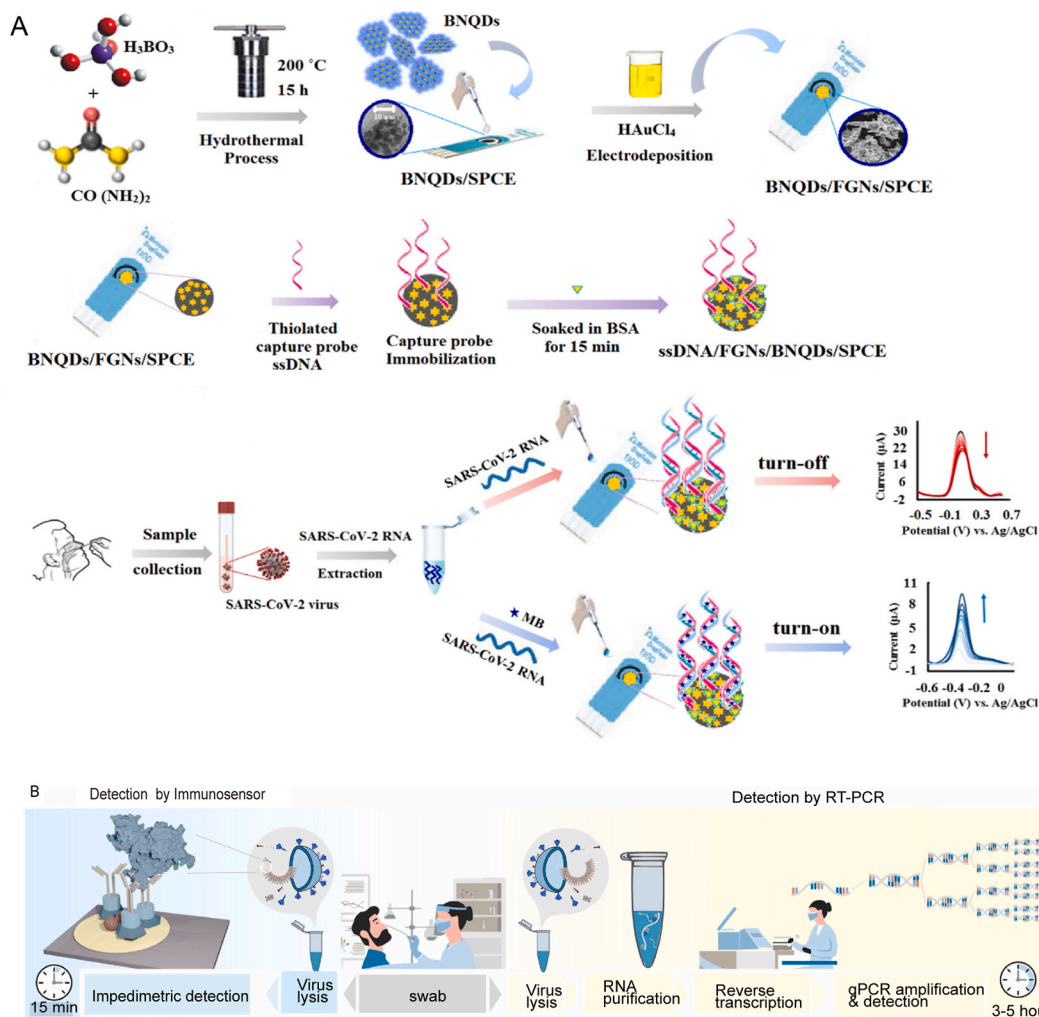 A
H₃BO₃
+
CO (NH₂)₂
200 °C
15 h
Hydrothermal
Process
BNQDs
BNQDs/SPCE
HAuCl₄
Electrodeposition
BNQDs/FGNs/SPCE
BNQDs/FGNs/SPCE
Thiolated
capture probe
ssDNA
Capture probe
Immobilization
Soaked in BSA
for 15 min
ssDNA/FGNs/BNQDs/SPCE
Sample
collection
SARS-CoV-2 virus
SARS-CoV-2 RNA
Extraction
SARS-CoV-2 RNA
turn-off
Current (µA)
30
22
14
6
-2
-0.5 -0.1 0.3 0.7
Potential (V) vs. Ag/AgCl
MB
SARS-CoV-2 RNA
turn-on
Current (µA)
11
8
5
2
-1
-0.6 -0.4 -0.2 0
Potential (V) vs. Ag/AgCl
B
Detection by Immunosensor
Detection by RT-PCR
15 min
Impedimetric detection
Virus
lysis
swab
Virus
lysis
RNA
purification
Reverse
transcription
qPCR amplification
& detection
3-5 hou